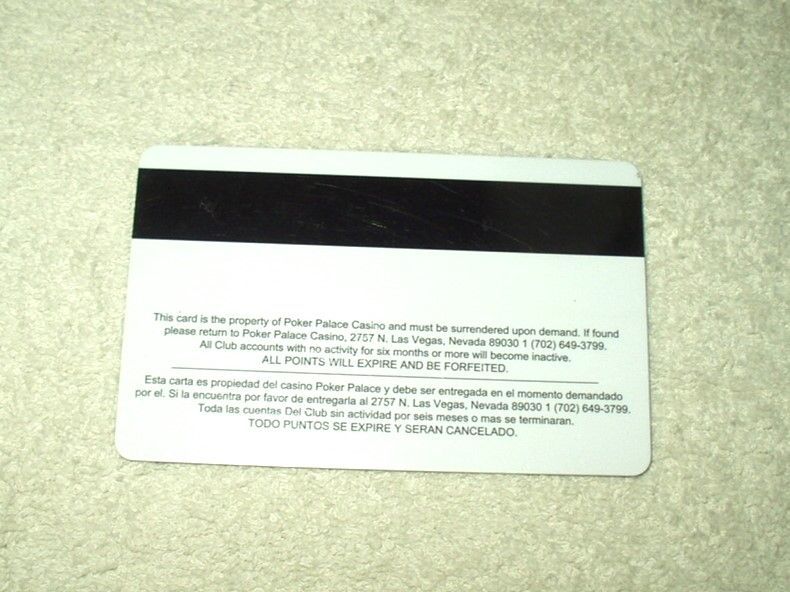 This card is the property of Poker Palace Casino and must be surrendered upon demand. If found
please return to Poker Palace Casino, 2757 N. Las Vegas, Nevada 89030 1 (702) 649-3799.
All Club accounts with no activity for six months or more will become inactive.
ALL POINTS WILL EXPIRE AND BE FORFEITED.
Esta carta es propiedad del casino Poker Palace y debe ser entregada en el momento demandado
por el. Si la encuentra por favor de entregarla al 2757 N. Las Vegas, Nevada 89030 1 (702) 649-3799.
Toda las cuentas Del Club sin actividad por seis meses o mas se terminaran.
TODO PUNTOS SE EXPIRE Y SERAN CANCELADO.